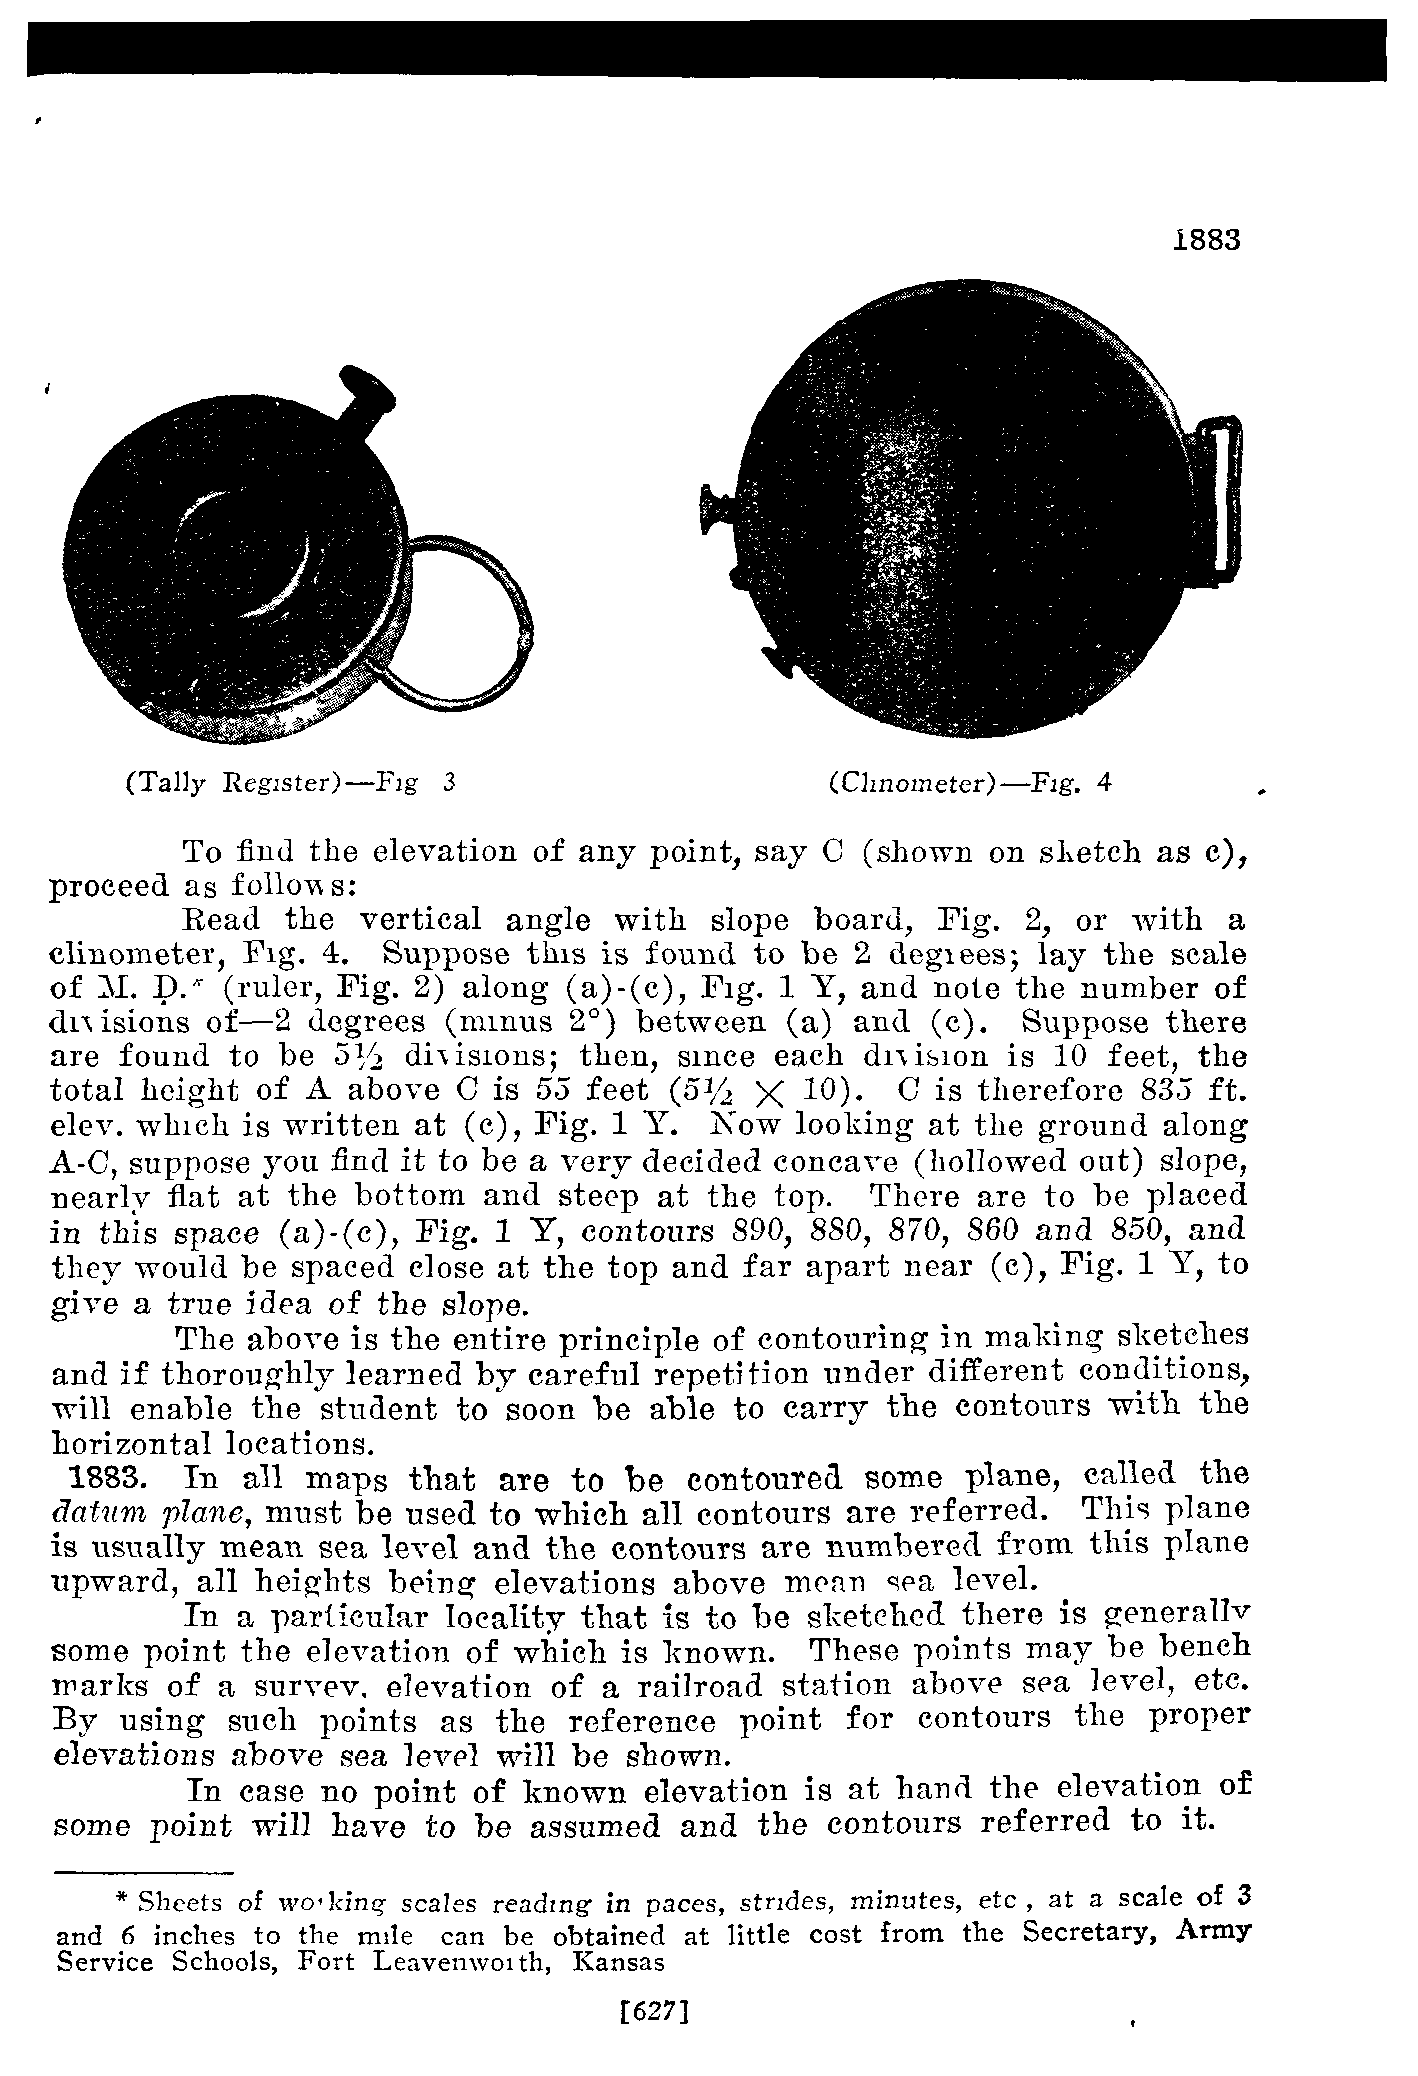 1883
(Tally Register)—Fig 3
(Clinometer)—Fig. 4
To find the elevation of any point, say C (shown on sketch as c),
proceed as follows:
Read the vertical angle with slope board, Fig. 2, or with a
clinometer, Fig. 4. Suppose this is found to be 2 degrees; lay the scale
of M. D.* (ruler, Fig. 2) along (a)-(c), Fig. 1 Y, and note the number of
divisions of—2 degrees (minus 2°) between (a) and (c). Suppose there
are found to be 5½ divisions; then, since each division is 10 feet, the
total height of A above C is 55 feet (5½ X 10). C is therefore 835 ft.
elev. which is written at (c), Fig. 1 Y. Now looking at the ground along
A-C, suppose you find it to be a very decided concave (hollowed out) slope,
nearly flat at the bottom and steep at the top. There are to be placed
in this space (a)-(c), Fig. 1 Y, contours 890, 880, 870, 860 and 850, and
they would be spaced close at the top and far apart near (c), Fig. 1 Y, to
give a true idea of the slope.
The above is the entire principle of contouring in making sketches
and if thoroughly learned by careful repetition under different conditions,
will enable the student to soon be able to carry the contours with the
horizontal locations.
1883. In all maps that are to be contoured some plane, called the
datum plane, must be used to which all contours are referred. This plane
is usually mean sea level and the contours are numbered from this plane
upward, all heights being elevations above mean sea level.
In a particular locality that is to be sketched there is generally
some point the elevation of which is known. These points may be bench
marks of a survey, elevation of a railroad station above sea level, etc.
By using such points as the reference point for contours the proper
elevations above sea level will be shown.
In case no point of known elevation is at hand the elevation of
some point will have to be assumed and the contours referred to it.
* Sheets of working scales reading in paces, strides, minutes, etc , at a scale of 3
and 6 inches to the mile can be obtained at little cost from the Secretary, Army
Service Schools, Fort Leavenworth, Kansas
[627]